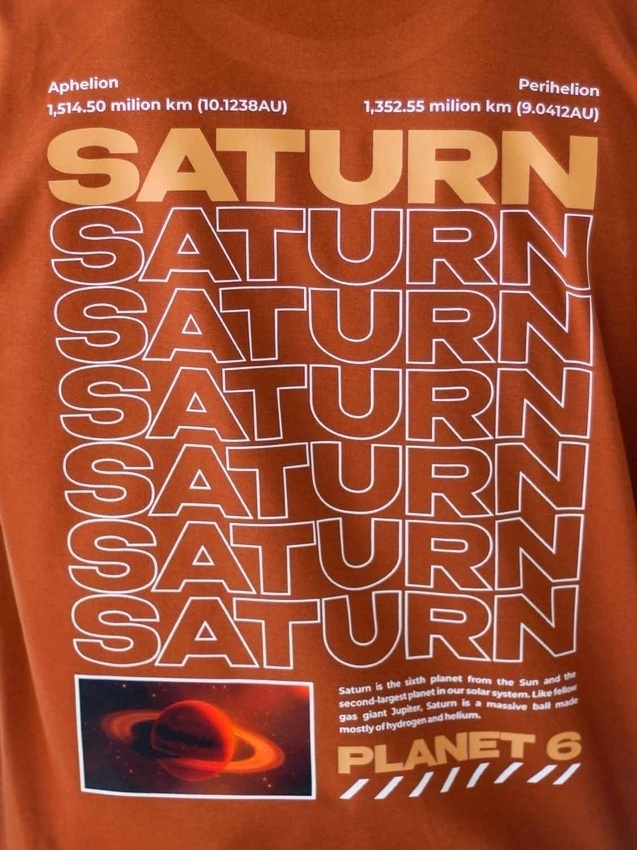 Aphelion
Perihelion
1,514.50 milion km (10.1238AU)
1,352.55 milion km (9.0412AU)
SATURN
SATURN
SATURN
SATURN
SATURN
SATURN
SATURN
Saturn is the sixth planet from the Sun and the
second-largest planet in our solar system. Like fellow
gas giant Jupiter, Saturn is a massive ball made
mostly of hydrogen and helium.
PLANET 6